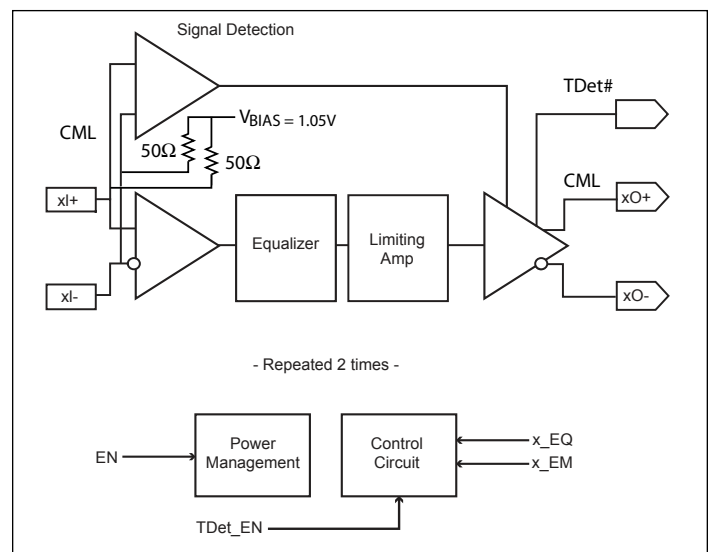 Signal Detection
TDet#
VBIAS = 1.05V
CML
50Ω
50Ω
CML
xI+
xO+
Equalizer
Limiting
Amp
xI-
xO-
- Repeated 2 times -
EN
Power
Management
Control
Circuit
x_EQ
x_EM
TDet_EN